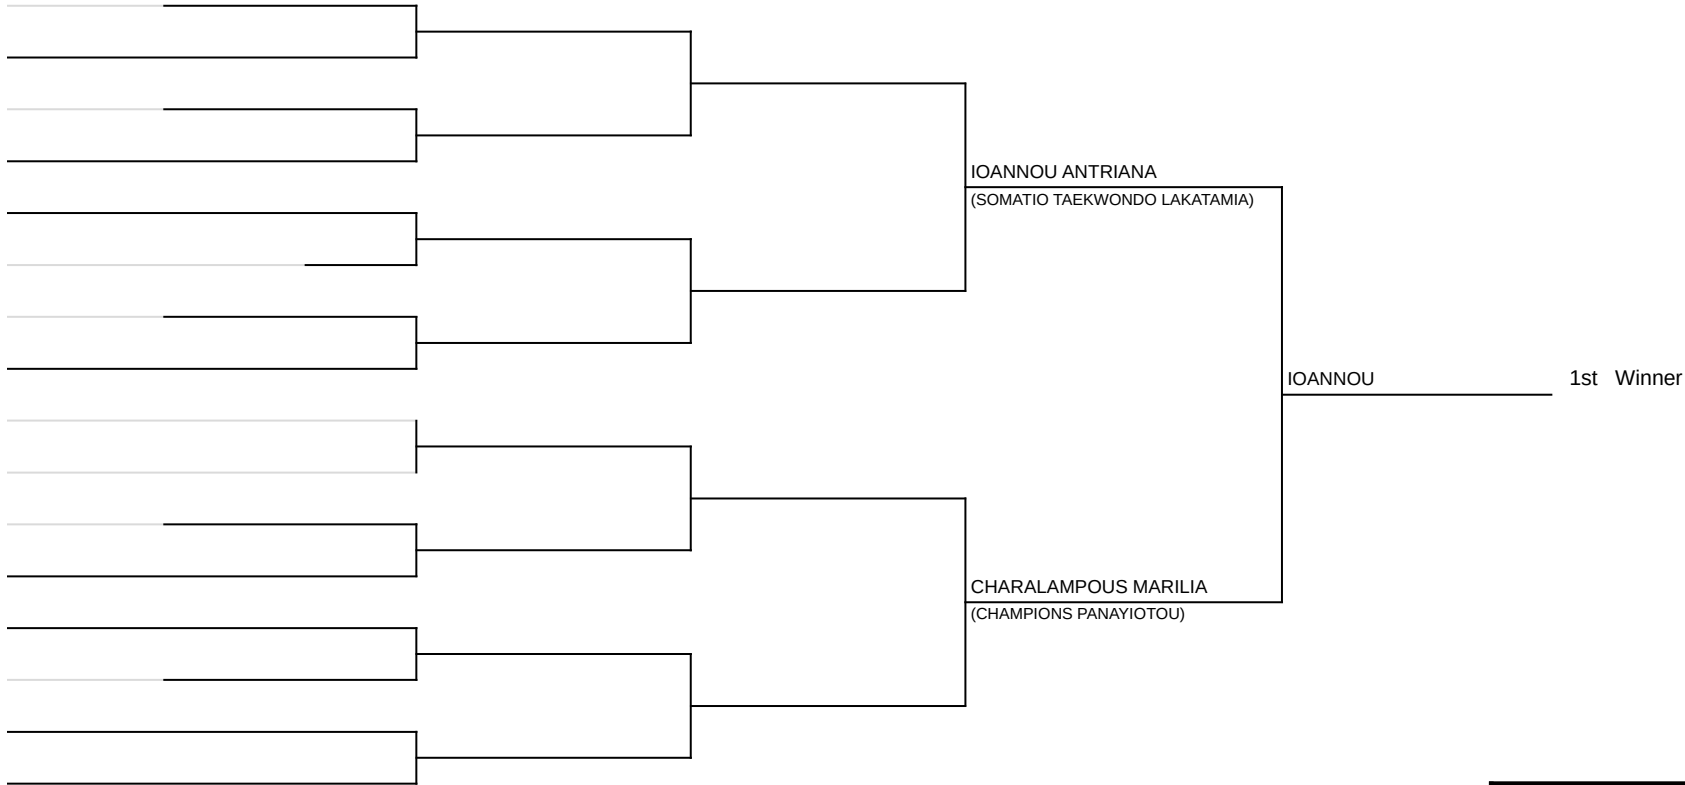 IOANNOU ANTRIANA
(SOMATIO TAEKWONDO LAKATAMIA)
IOANNOU 1st Winner
CHARALAMPOUS MARILIA
(CHAMPIONS PANAYIOTOU)